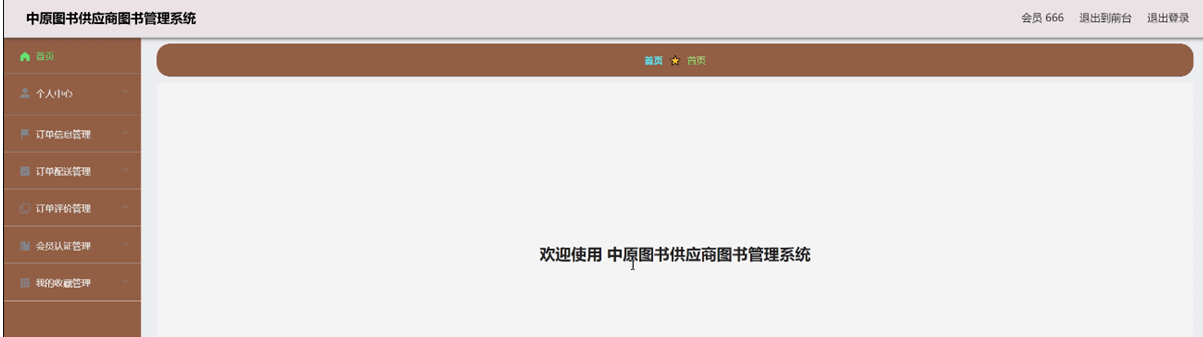 中原图书供应商图书管理系统
会员 666 退出到前台 退出登录
首页
个人中心
订单信息管理
订单配送管理
订单评价管理
会员认证管理
我的收藏管理
首页 首页
欢迎使用 中原图书供应商图书管理系统